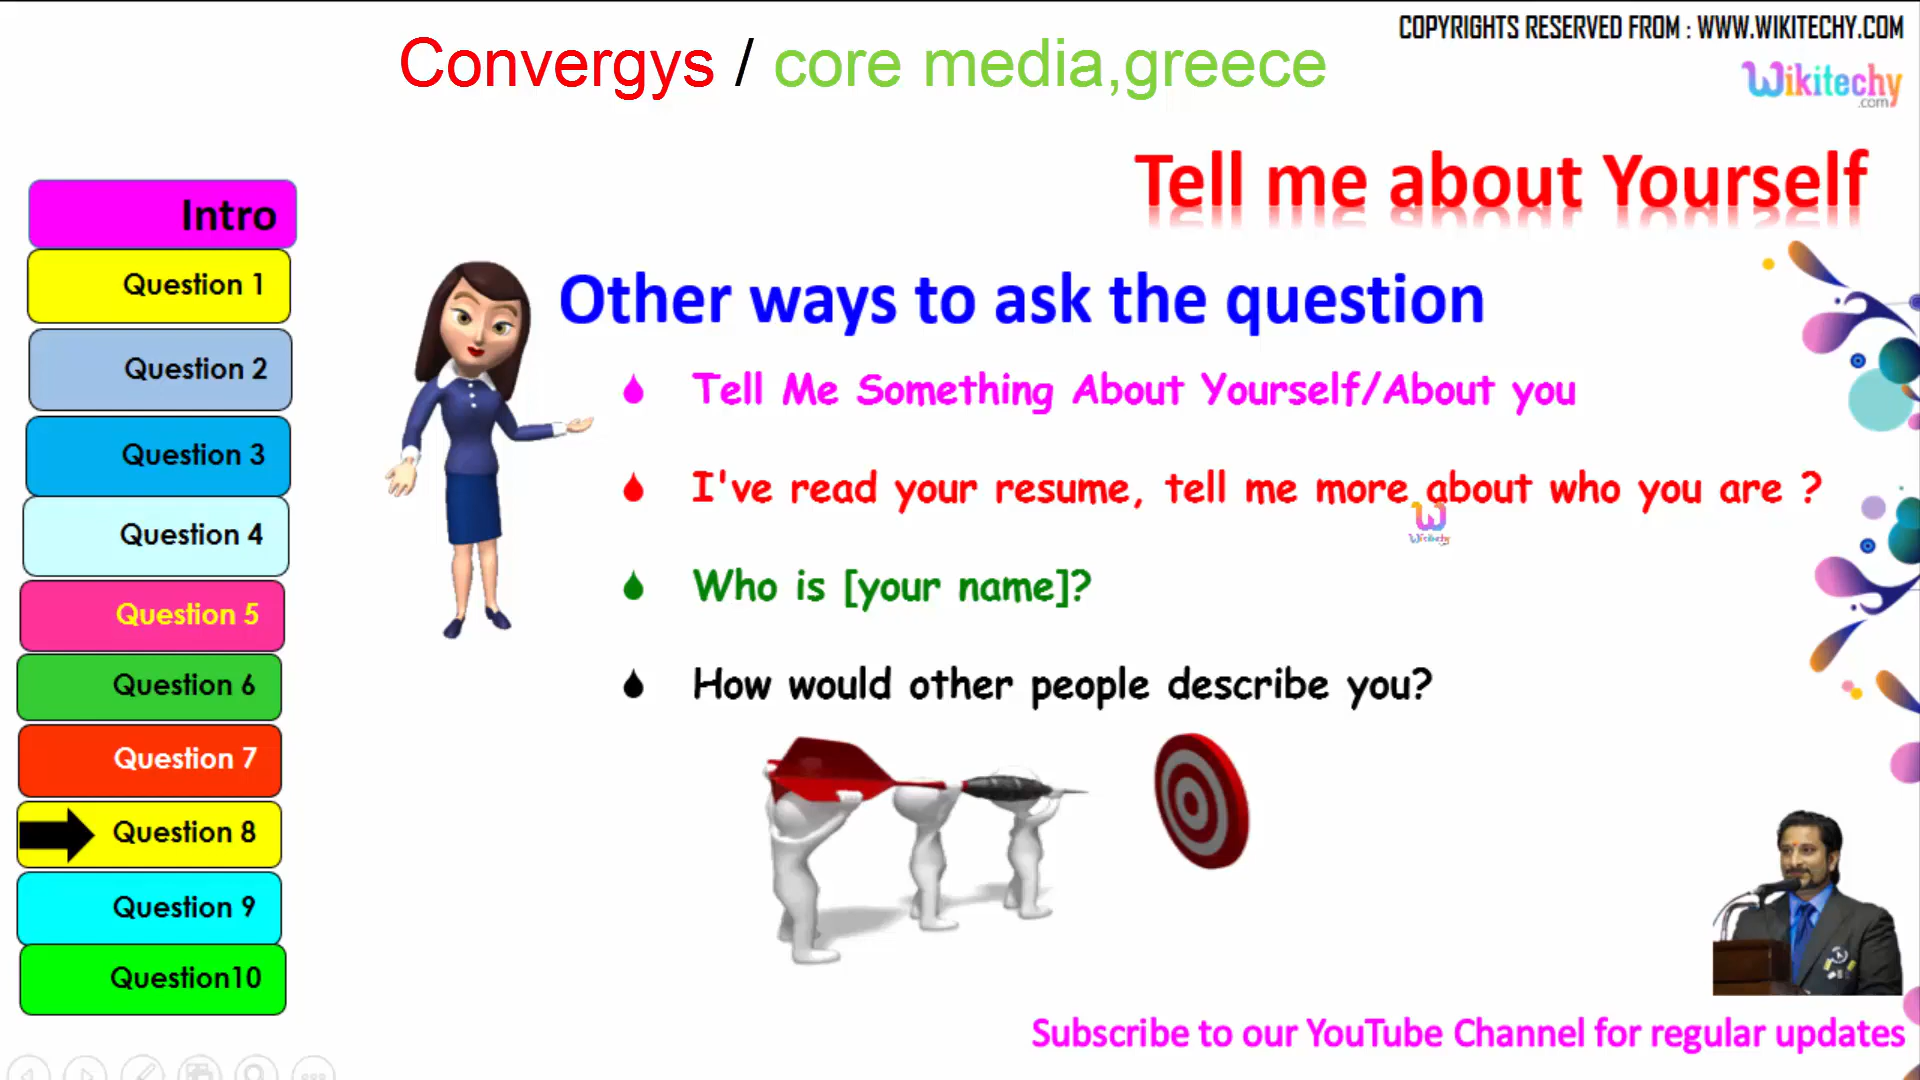 COPYRIGHTS RESERVED FROM : WWW.WIKITECHY.COM
Convergys / core media,greece
Wikitechy
.com
Tell me about Yourself
Intro
Question 1
Question 2
Question 3
Question 4
Question 5
Question 6
Question 7
Question 8
Question 9
Question10
Other ways to ask the question
Tell Me Something About Yourself/About you
I've read your resume, tell me more about who you are ?
Wikitechy
Who is [your name]?
How would other people describe you?
Subscribe to our YouTube Channel for regular updates